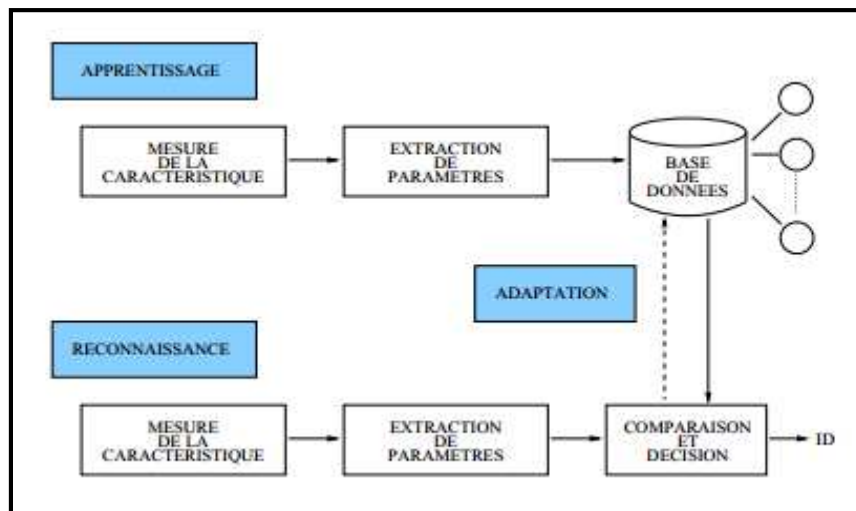 APPRENTISSAGE
MESURE
DE LA
CARACTERISTIQUE
EXTRACTION
DE
PARAMETRES
BASE
DE
DONNEES
ADAPTATION
RECONNAISSANCE
MESURE
DE LA
CARACTERISTIQUE
EXTRACTION
DE
PARAMETRES
COMPARAISON
ET
DECISION
ID